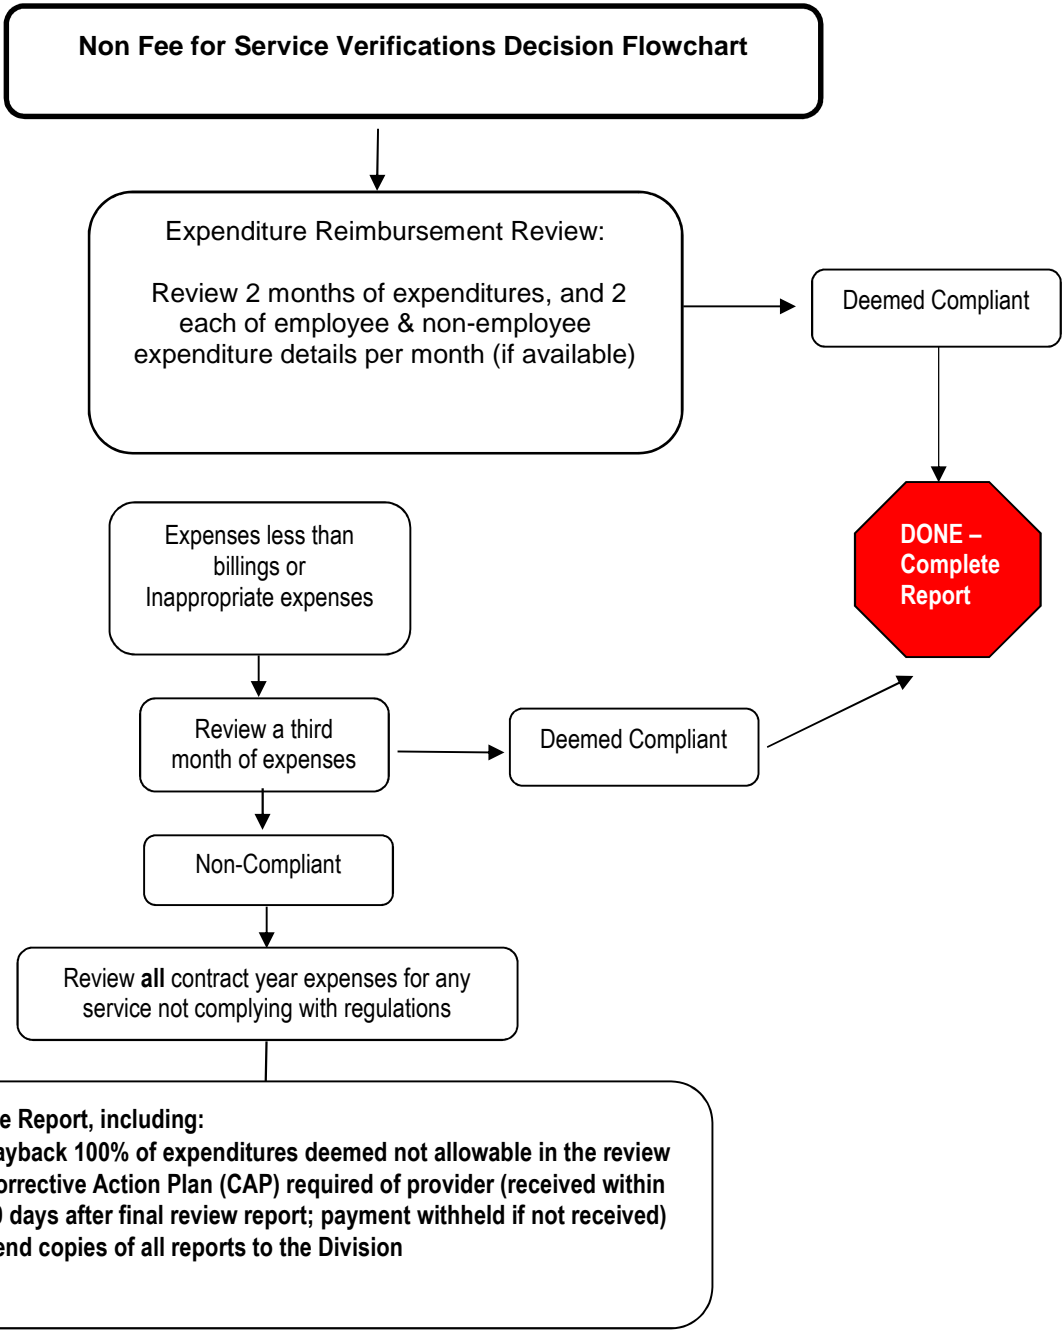 Non Fee for Service Verifications Decision Flowchart
Expenditure Reimbursement Review:
Review 2 months of expenditures, and 2
each of employee & non-employee
expenditure details per month (if available)
Deemed Compliant
DONE –
Complete
Report
Expenses less than
billings or
Inappropriate expenses
Review a third
month of expenses
Deemed Compliant
Non-Compliant
Review all contract year expenses for any
service not complying with regulations
Report, including:
100% of expenditures deemed not allowable in the review
Action Plan (CAP) required of provider (received within
days after final review report; payment withheld if not received)
copies of all reports to the Division